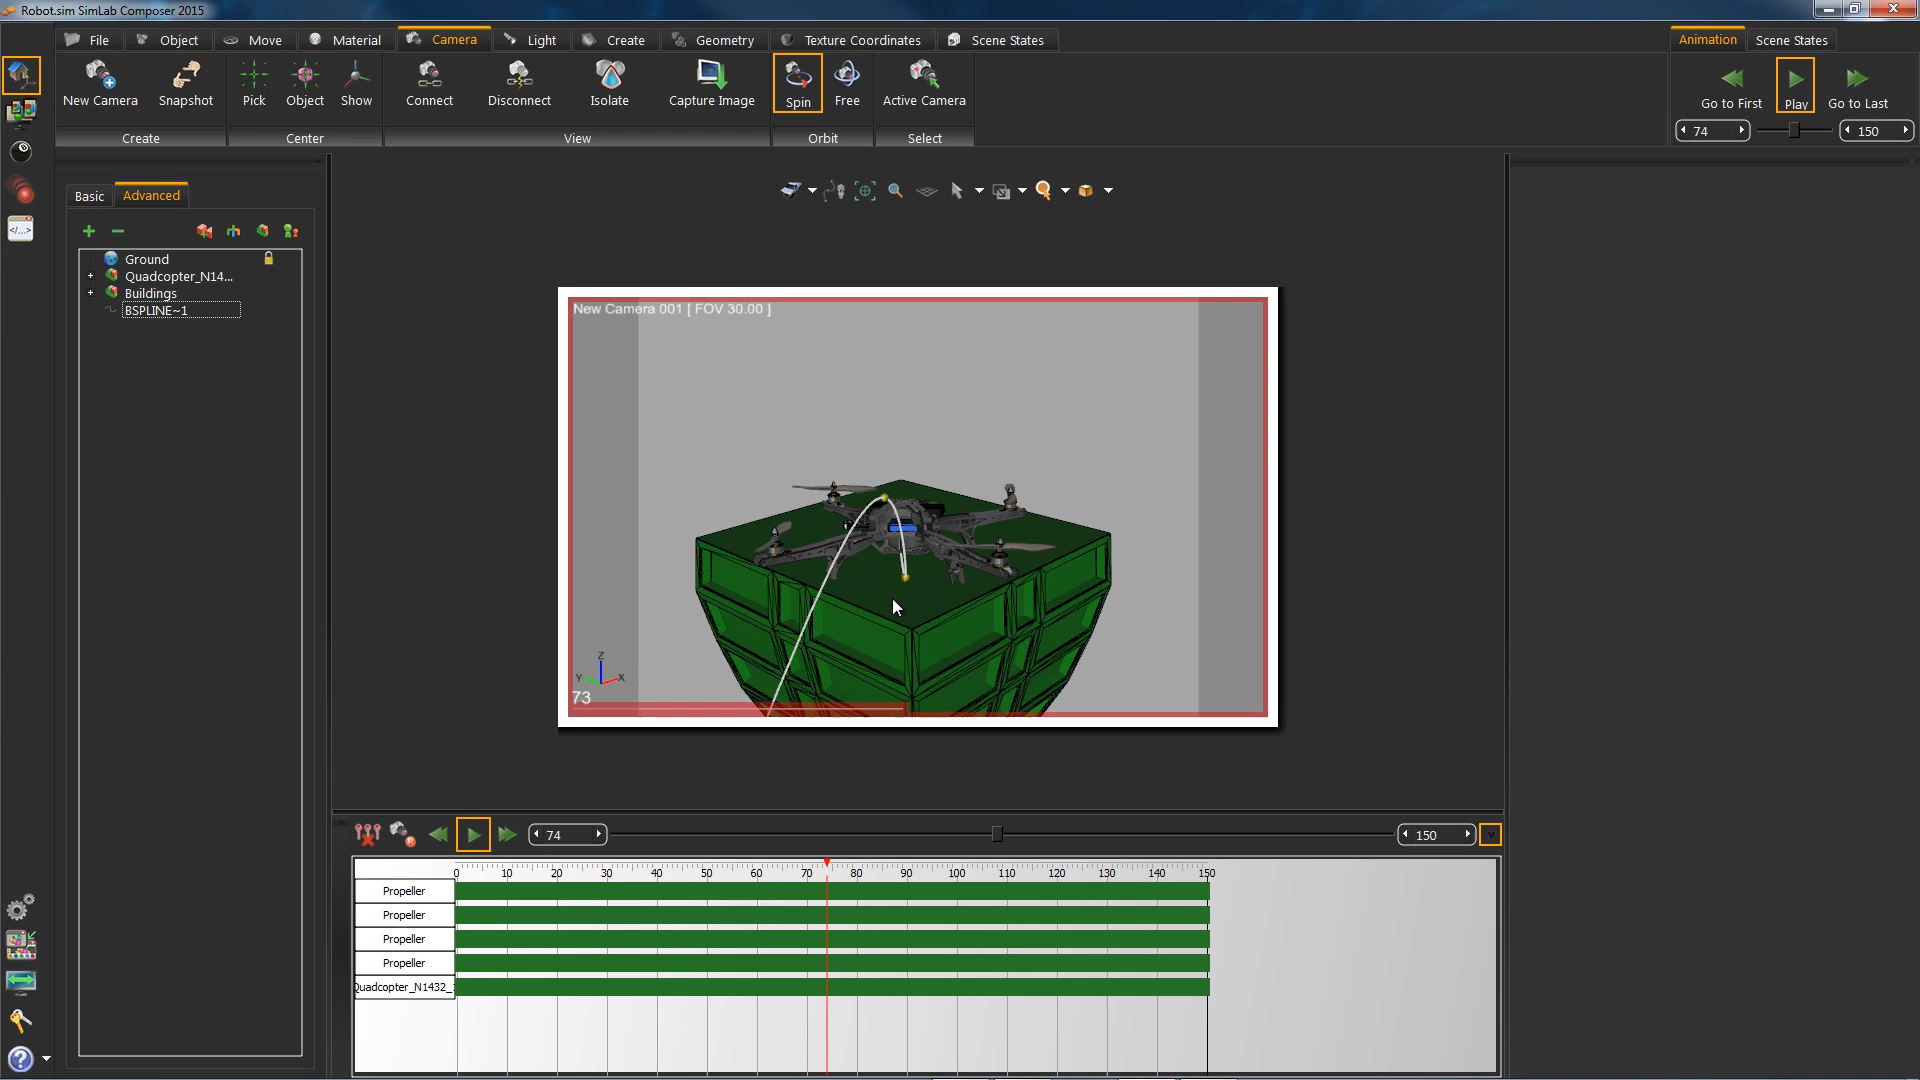 Robot.sim SimLab Composer 2015
File Object Move Material Camera Light Create Geometry Texture Coordinates Scene States
Animation Scene States
New Camera Snapshot Pick Object Show Connect Disconnect Isolate Capture Image Spin Free Active Camera
Go to First Play Go to Last
Create Center View Orbit Select
74 150
Basic Advanced
Ground
Quadcopter_N14...
Buildings
BSPLINE~1
New Camera 001 [ FOV 30.00 ]
Z
Y X
73
74 150
0 10 20 30 40 50 60 70 80 90 100 110 120 130 140 150
Propeller
Propeller
Propeller
Propeller
Quadcopter_N1432_